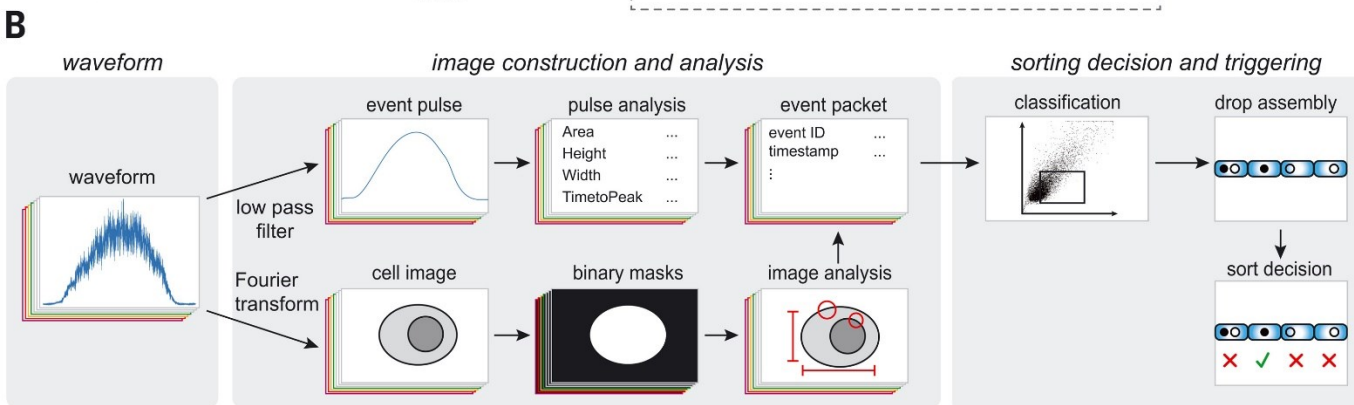 B
waveform
image construction and analysis
sorting decision and triggering
event pulse
pulse analysis
event packet
classification
drop assembly
Area ...
Height ...
Width ...
TimetoPeak ...
event ID ...
timestamp ...
⋮
waveform
low pass
filter
Fourier
transform
cell image
binary masks
image analysis
sort decision